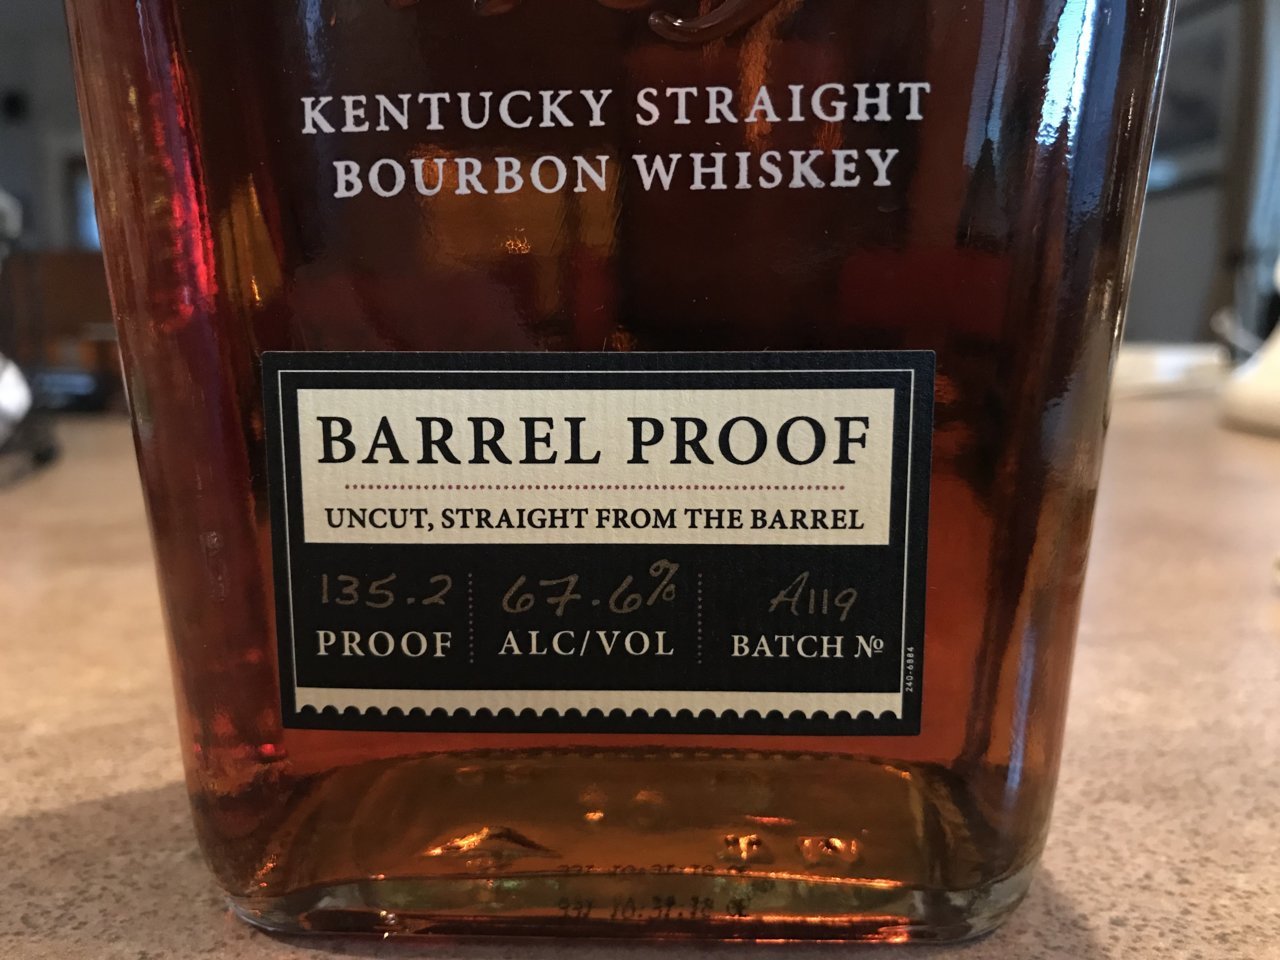 KENTUCKY STRAIGHT
BOURBON WHISKEY
BARREL PROOF
UNCUT, STRAIGHT FROM THE BARREL
135.2 67.6% A119
PROOF ALC/VOL BATCH Nº
240-6884